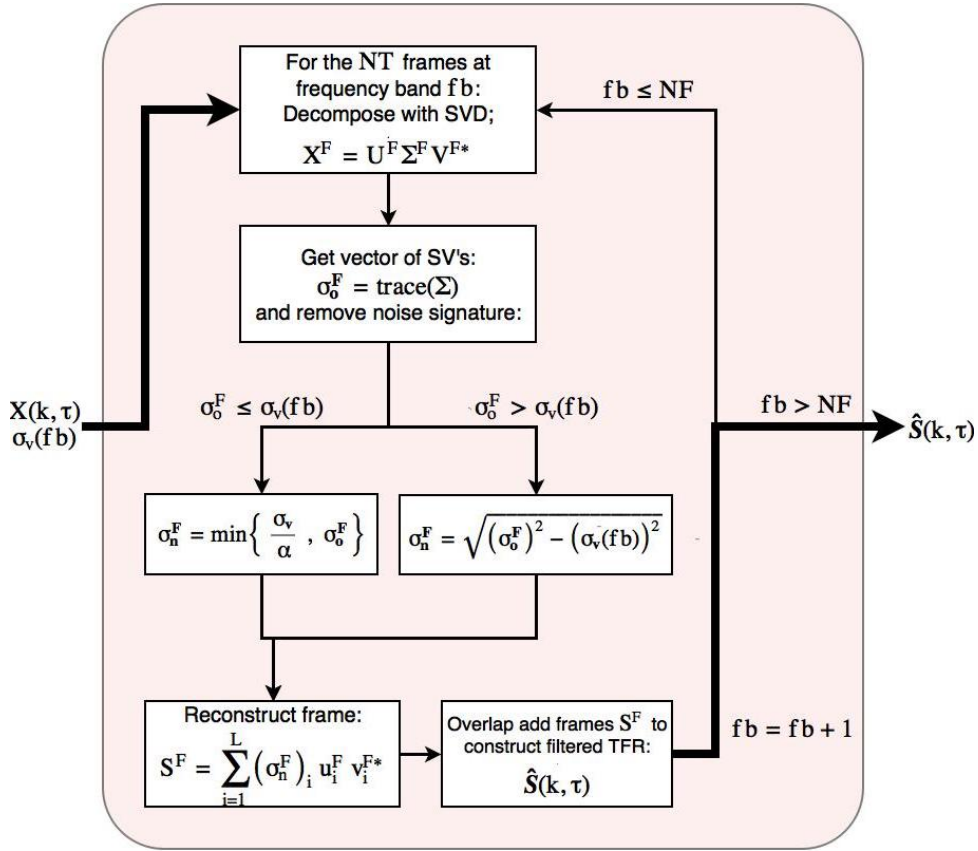 For the NT frames at
frequency band fb:
Decompose with SVD;
X^F = U^F Σ^F V^F*
fb ≤ NF
Get vector of SV's:
σ_o^F = trace(Σ)
and remove noise signature:
X(k, τ)
σ_v(fb)
σ_o^F ≤ σ_v(fb)
σ_o^F > σ_v(fb)
fb > NF
Ŝ(k, τ)
σ_n^F = min{ σ_v / α , σ_o^F }
σ_n^F = √((σ_o^F)^2 − (σ_v(fb))^2)
Reconstruct frame:
S^F = ∑_{i=1}^{L} (σ_n^F)_i u_i^F v_i^F*
Overlap add frames S^F to
construct filtered TFR:
Ŝ(k, τ)
fb = fb + 1